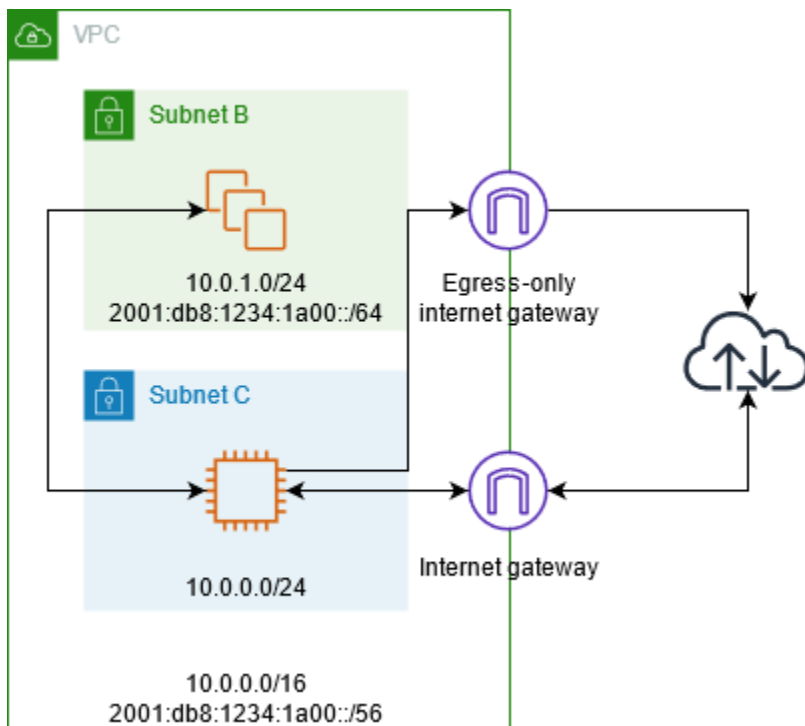 VPC
Subnet B
10.0.1.0/24
2001:db8:1234:1a00::/64
Egress-only
internet gateway
Subnet C
10.0.0.0/24
Internet gateway
10.0.0.0/16
2001:db8:1234:1a00::/56